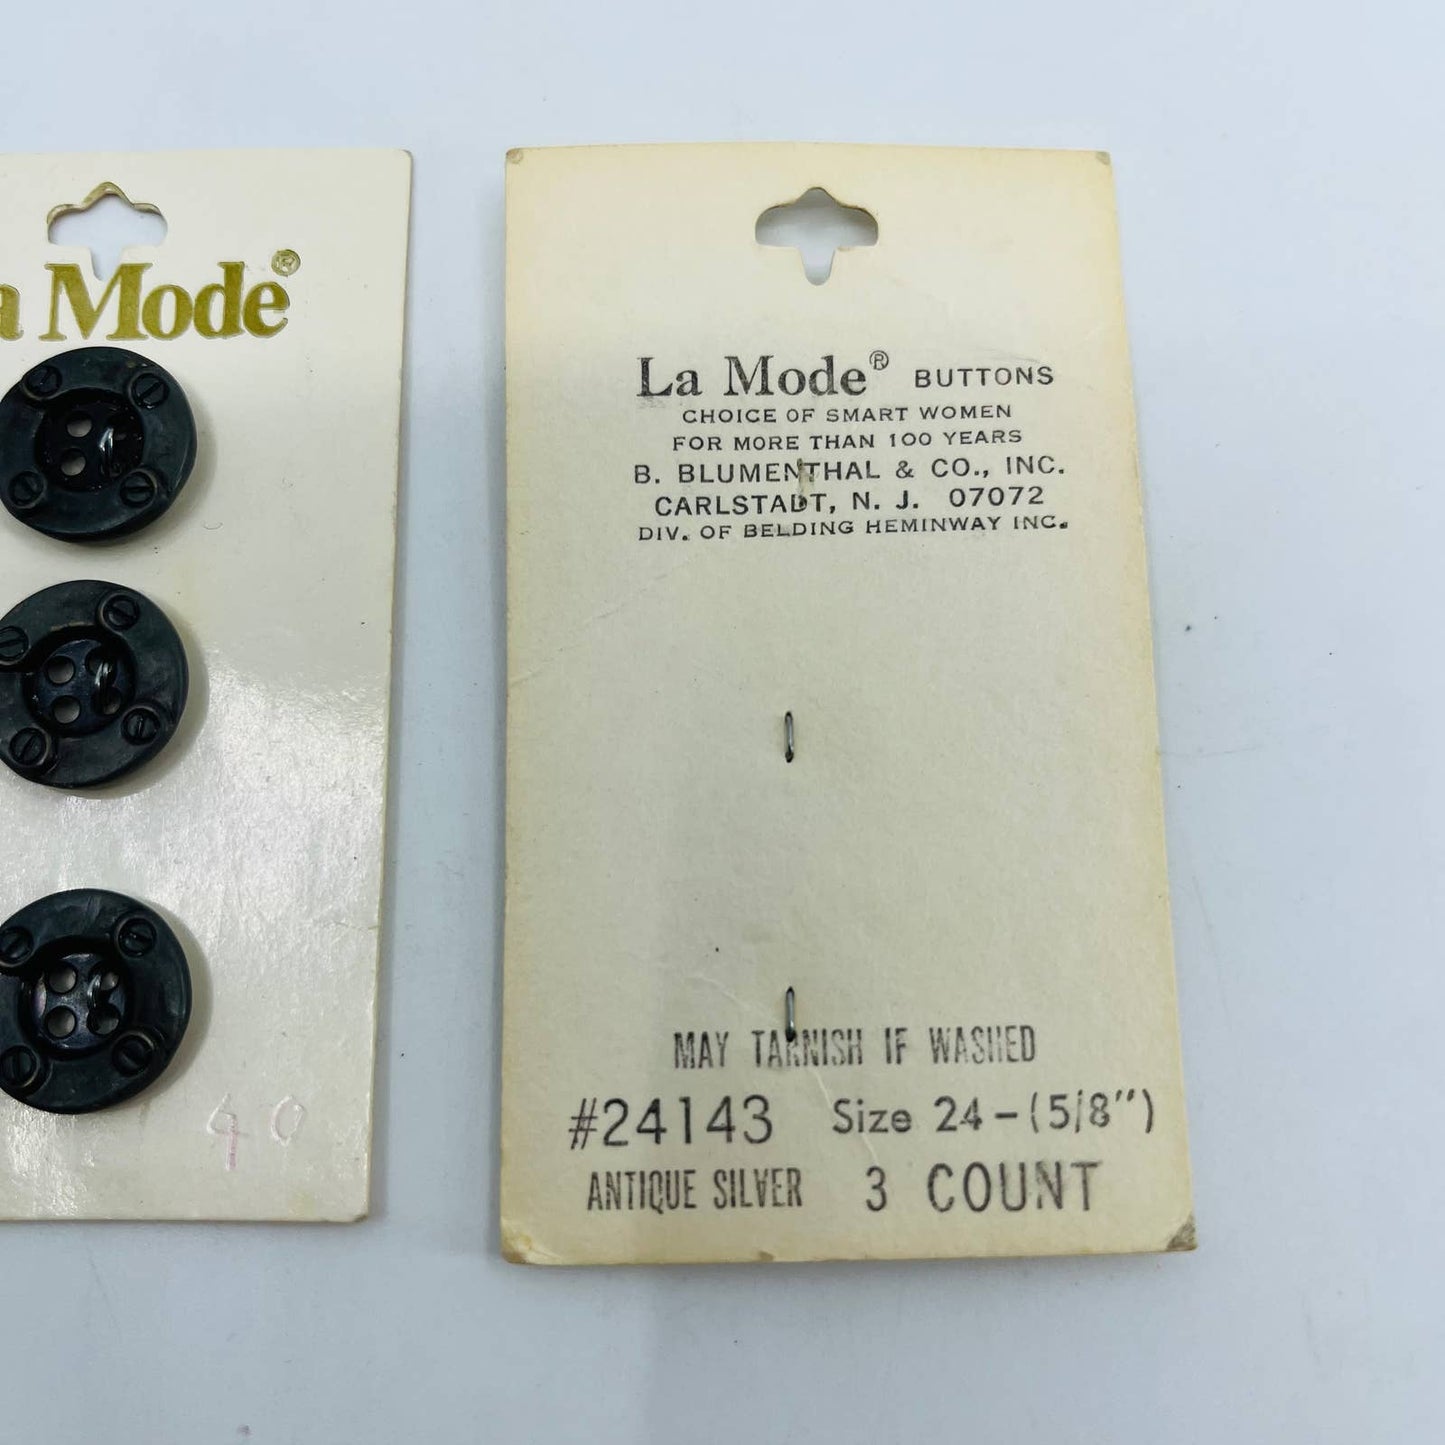 a Mode®
40
La Mode® BUTTONS
CHOICE OF SMART WOMEN
FOR MORE THAN 100 YEARS
B. BLUMENTHAL & CO., INC.
CARLSTADT, N. J. 07072
DIV. OF BELDING HEMINWAY INC.
MAY TARNISH IF WASHED
#24143 Size 24-(5/8")
ANTIQUE SILVER 3 COUNT